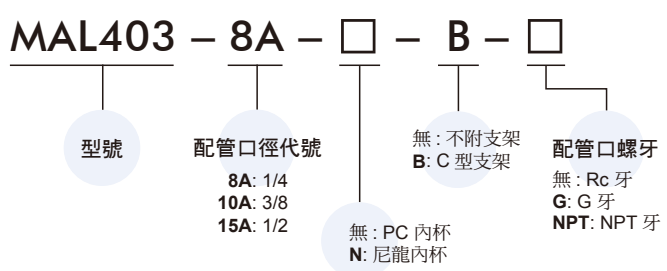 MAL403 – 8A – □ – B – □
型號
配管口徑代號
8A: 1/4
10A: 3/8
15A: 1/2
無 : PC 內杯
N: 尼龍內杯
無 : 不附支架
B: C 型支架
配管口螺牙
無 : Rc 牙
G: G 牙
NPT: NPT 牙